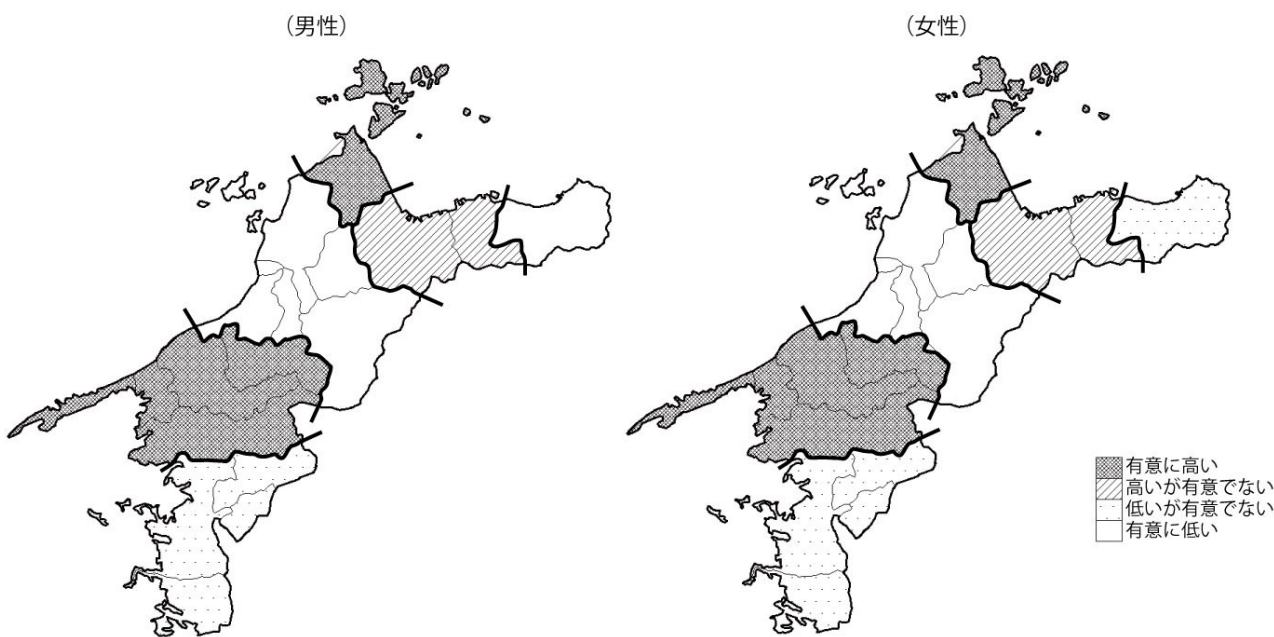 （男性）
（女性）
有意に高い
高いが有意でない
低いが有意でない
有意に低い